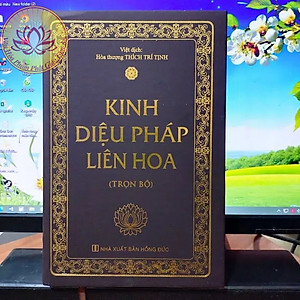 Việt dịch:
Hòa thượng THÍCH TRÍ TỊNH
KINH
DIỆU PHÁP
LIÊN HOA
(TRỌN BỘ)
NHÀ XUẤT BẢN HỒNG ĐỨC